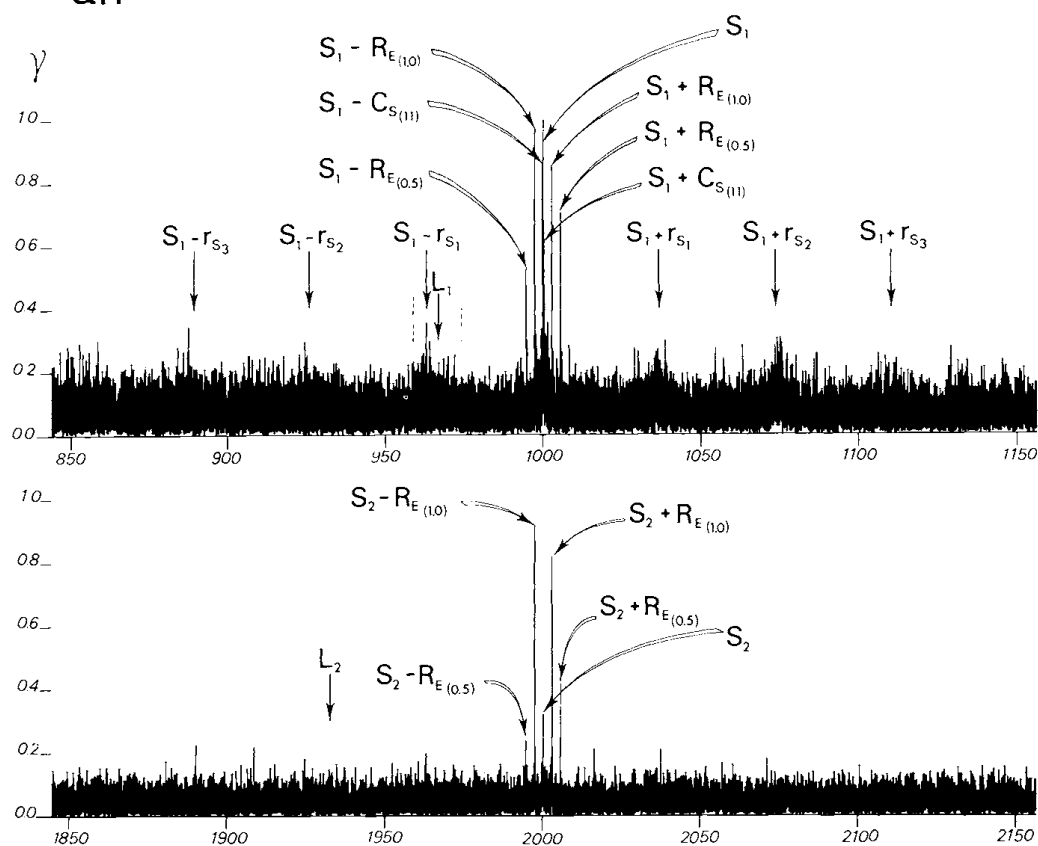 γ
S₁
S₁ - R_E(1.0)
S₁ - C_S(11)
S₁ + R_E(1.0)
S₁ + R_E(0.5)
S₁ - R_E(0.5)
S₁ + C_S(11)
S₁ - r_S₃
S₁ - r_S₂
S₁ - r_S₁
L₁
S₁ + r_S₁
S₁ + r_S₂
S₁ + r_S₃
1 0
0 8
0 6
0 4
0 2
0 0
850 900 950 1000 1050 1100 1150
S₂ - R_E(1.0)
S₂ + R_E(1.0)
S₂ + R_E(0.5)
S₂
L₂
S₂ - R_E(0.5)
1 0
0 8
0 6
0 4
0 2
0 0
1850 1900 1950 2000 2050 2100 2150